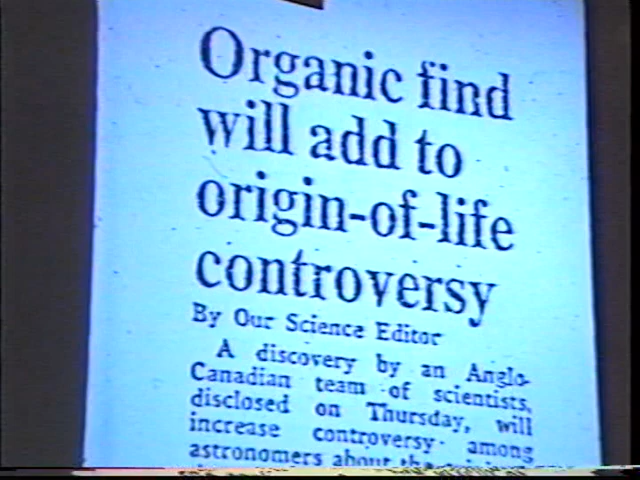 Organic find
will add to
origin-of-life
controversy
By Our Science Editor
A discovery by an Anglo-
Canadian team of scientists,
disclosed on Thursday, will
increase controversy among
astronomers about the